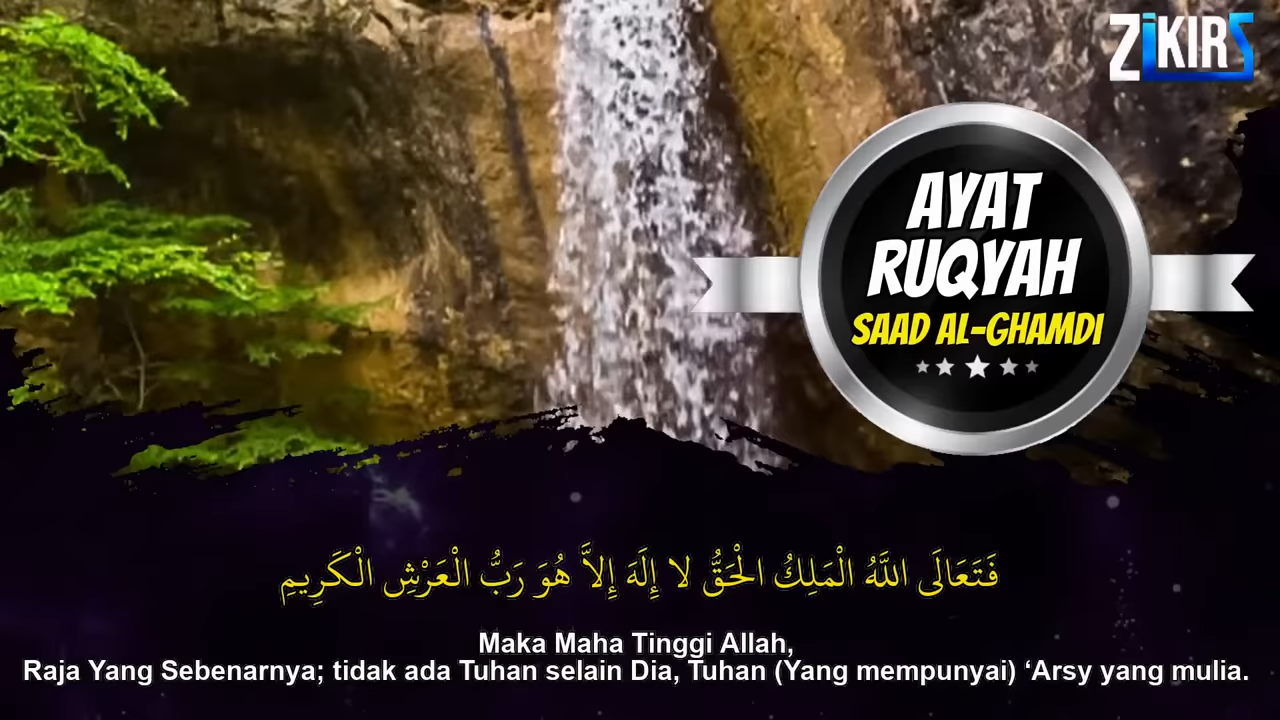 ZiKIRS
AYAT
RUQYAH
SAAD AL-GHAMDI
فَتَعَالَى اللَّهُ الْمَلِكُ الْحَقُّ لا إِلَهَ إِلاَّ هُوَ رَبُّ الْعَرْشِ الْكَرِيمِ
Maka Maha Tinggi Allah,
Raja Yang Sebenarnya; tidak ada Tuhan selain Dia, Tuhan (Yang mempunyai) ‘Arsy yang mulia.